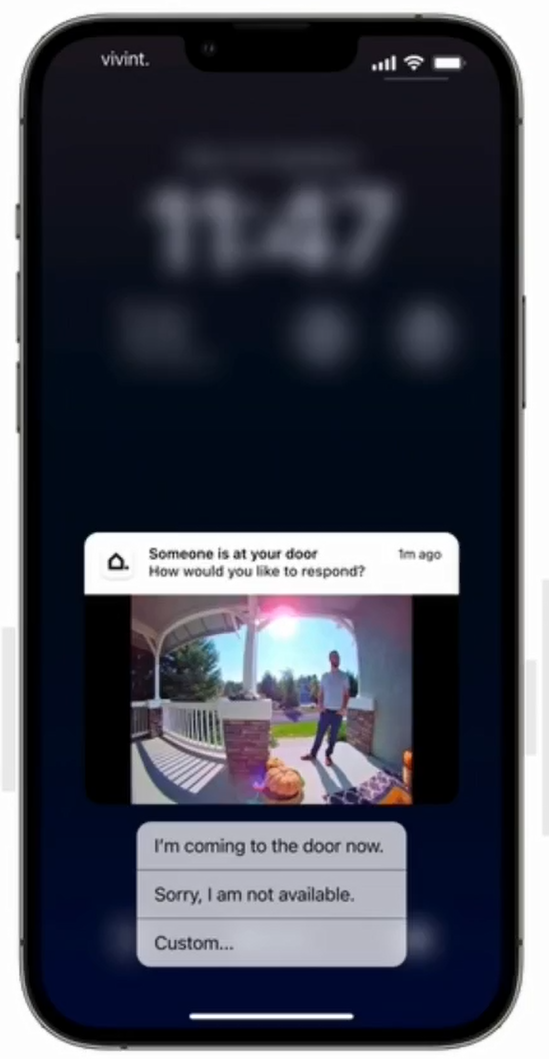 vivint.
11:47
Someone is at your door
1m ago
How would you like to respond?
I'm coming to the door now.
Sorry, I am not available.
Custom...